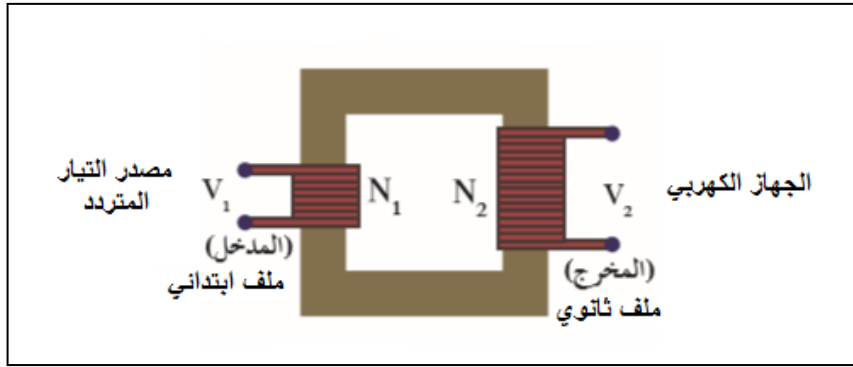 مصدر التيار
المتردد
V1
(المدخل)
ملف ابتدائي
N1
N2
V2
(المخرج)
ملف ثانوي
الجهاز الكهربي